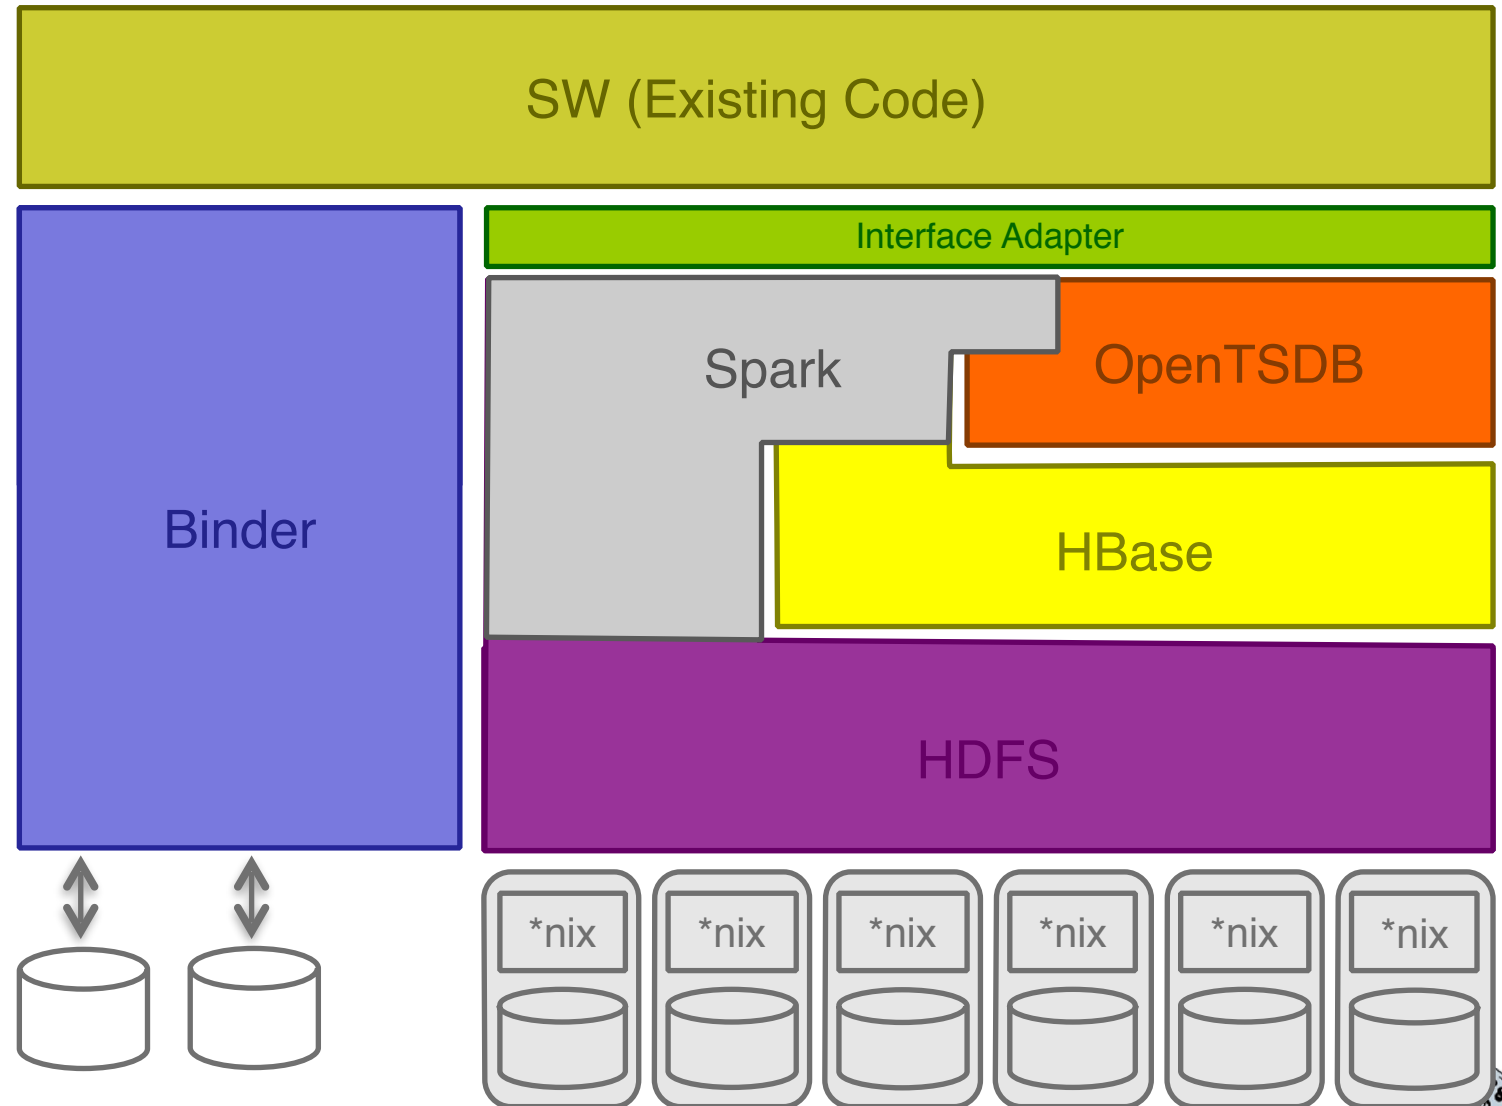 SW (Existing Code)
Interface Adapter
Spark
OpenTSDB
Binder
HBase
HDFS
*nix
*nix
*nix
*nix
*nix
*nix